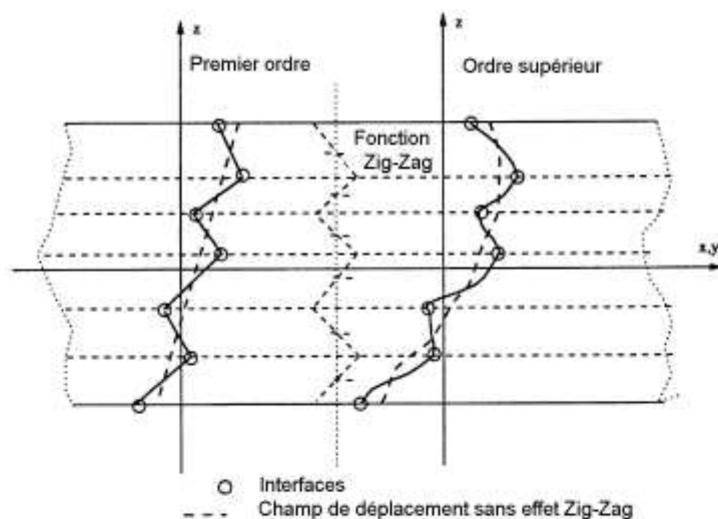 z
z
Premier ordre
Ordre supérieur
Fonction
Zig-Zag
x,y
Interfaces
Champ de déplacement sans effet Zig-Zag